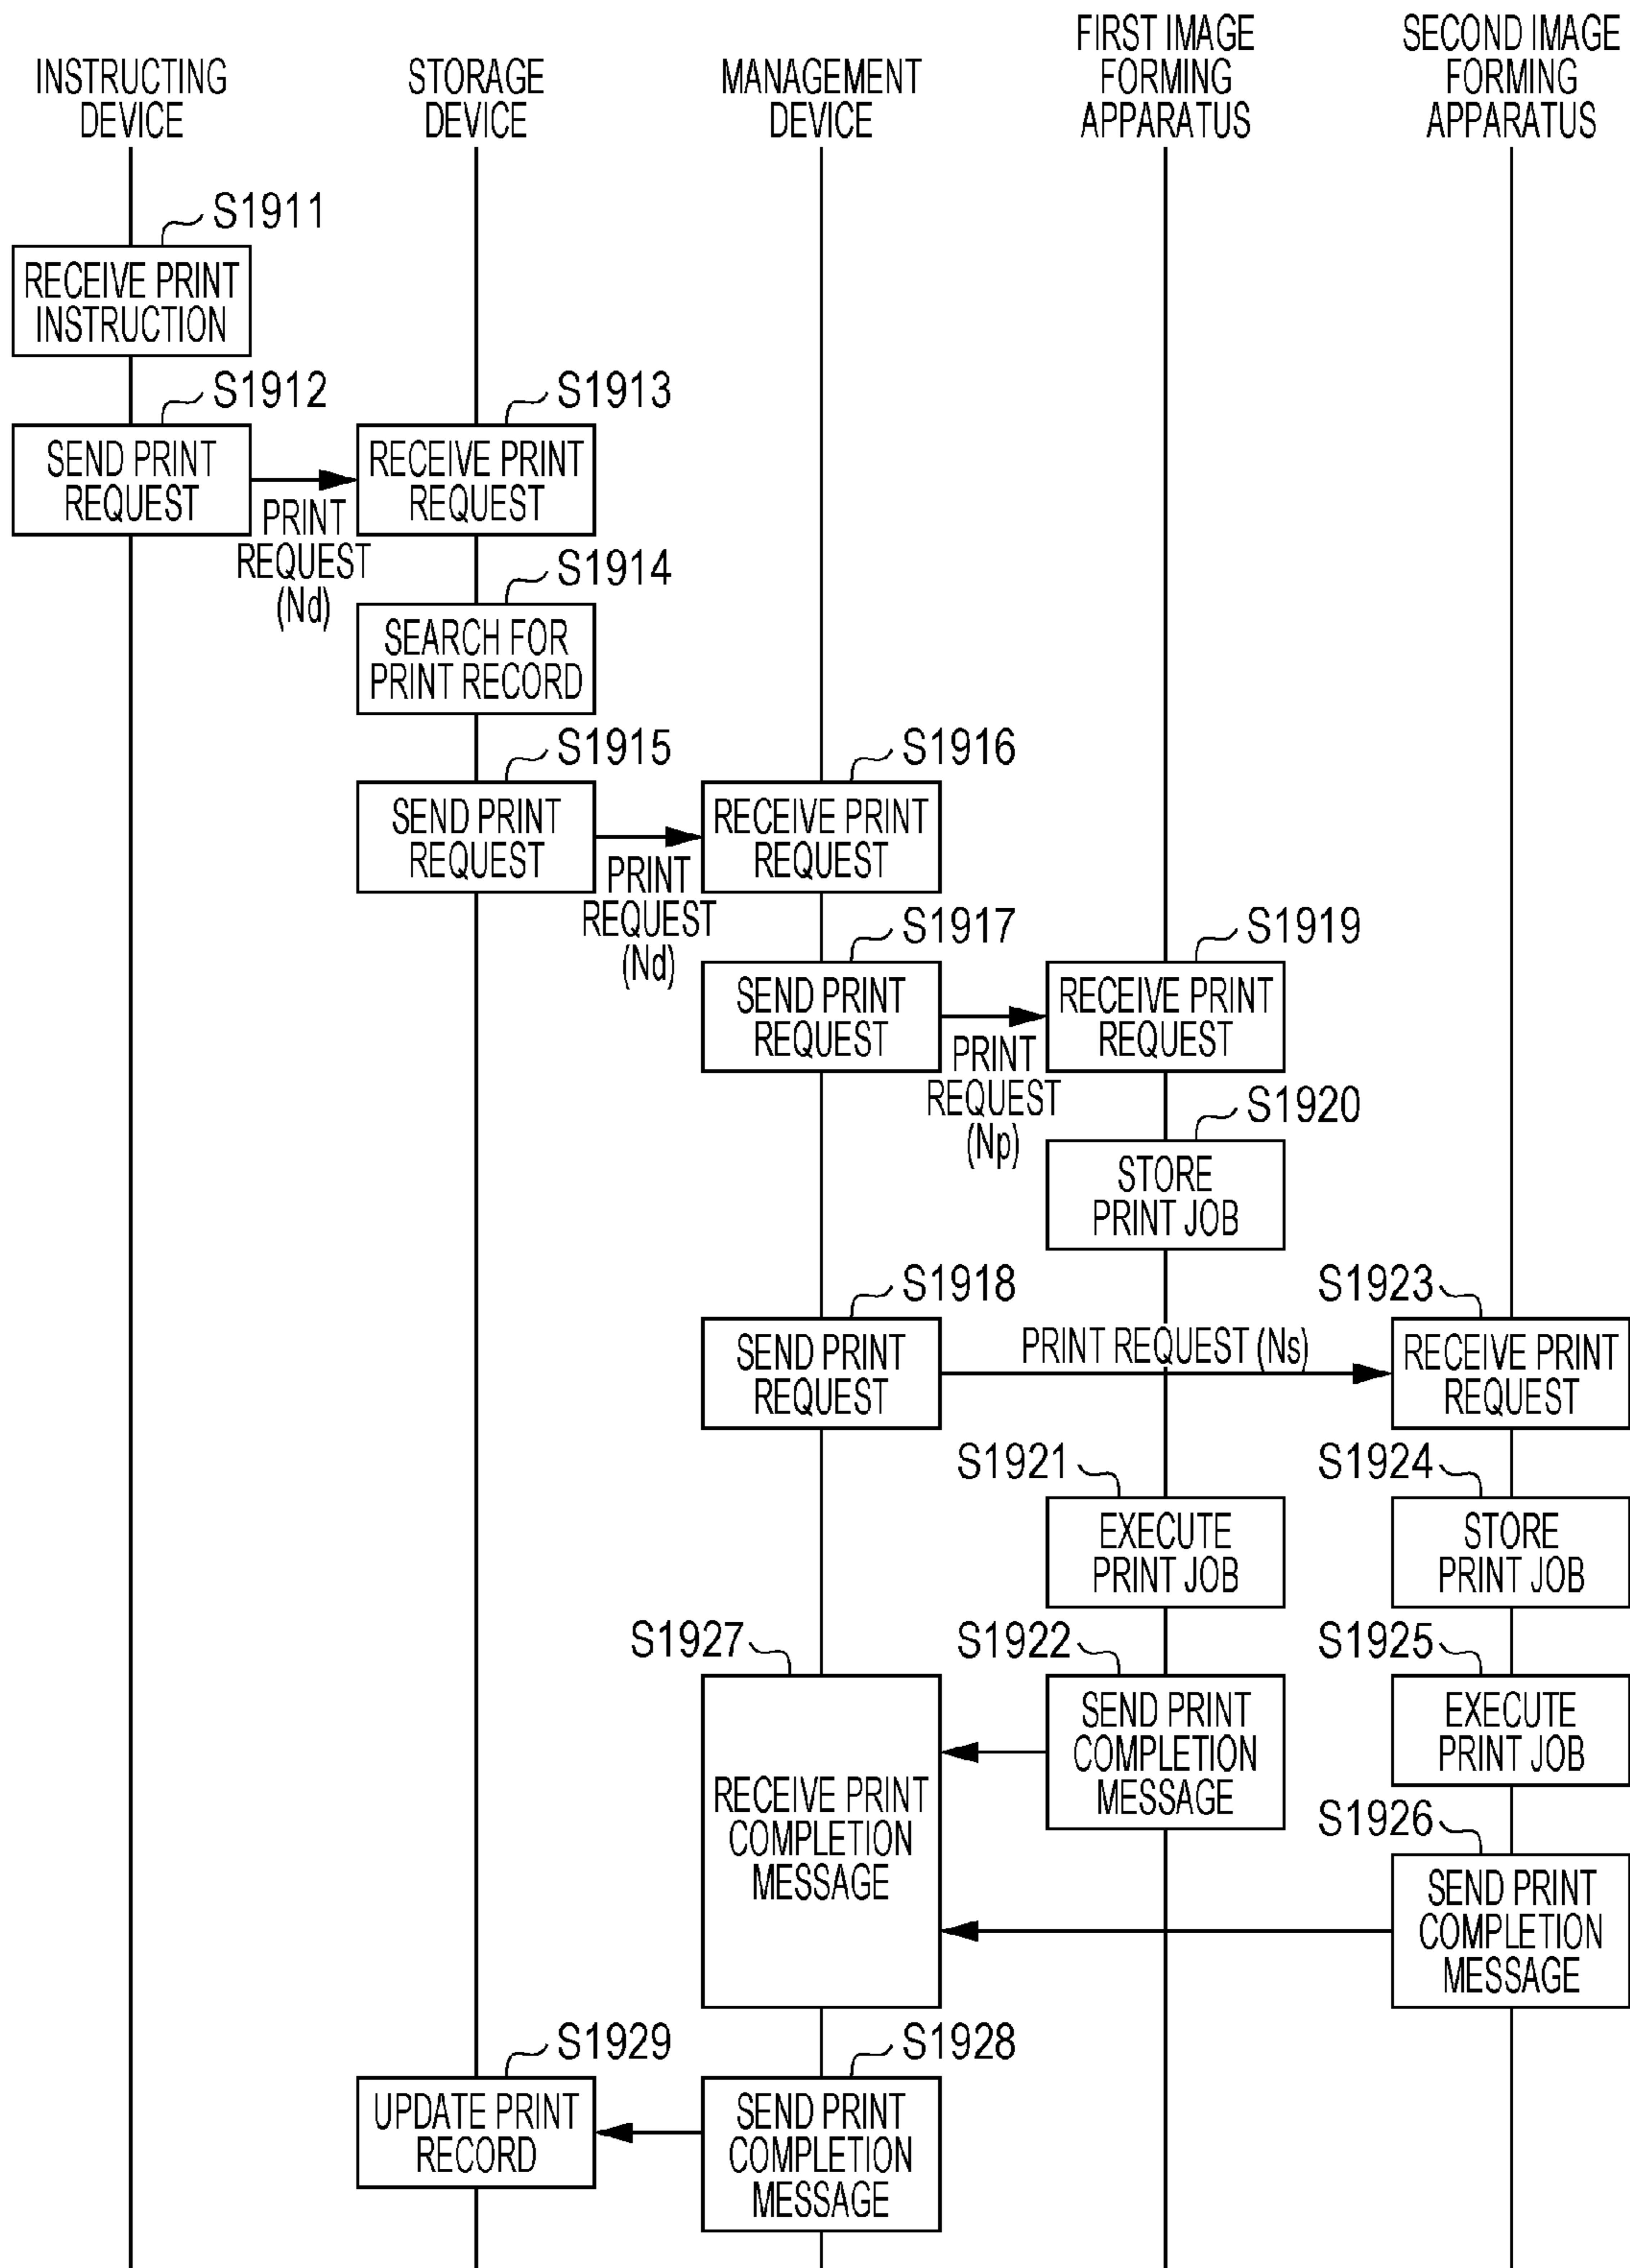 INSTRUCTING
DEVICE
STORAGE
DEVICE
MANAGEMENT
DEVICE
FIRST IMAGE
FORMING
APPARATUS
SECOND IMAGE
FORMING
APPARATUS
S1911
RECEIVE PRINT
INSTRUCTION
S1912
SEND PRINT
REQUEST
PRINT
REQUEST
(Nd)
S1913
RECEIVE PRINT
REQUEST
S1914
SEARCH FOR
PRINT RECORD
S1915
SEND PRINT
REQUEST
PRINT
REQUEST
(Nd)
S1916
RECEIVE PRINT
REQUEST
S1917
SEND PRINT
REQUEST
PRINT
REQUEST
(Np)
S1919
RECEIVE PRINT
REQUEST
S1920
STORE
PRINT JOB
S1918
SEND PRINT
REQUEST
PRINT REQUEST (Ns)
S1923
RECEIVE PRINT
REQUEST
S1921
EXECUTE
PRINT JOB
S1924
STORE
PRINT JOB
S1927
RECEIVE PRINT
COMPLETION
MESSAGE
S1922
SEND PRINT
COMPLETION
MESSAGE
S1925
EXECUTE
PRINT JOB
S1926
SEND PRINT
COMPLETION
MESSAGE
S1929
UPDATE PRINT
RECORD
S1928
SEND PRINT
COMPLETION
MESSAGE